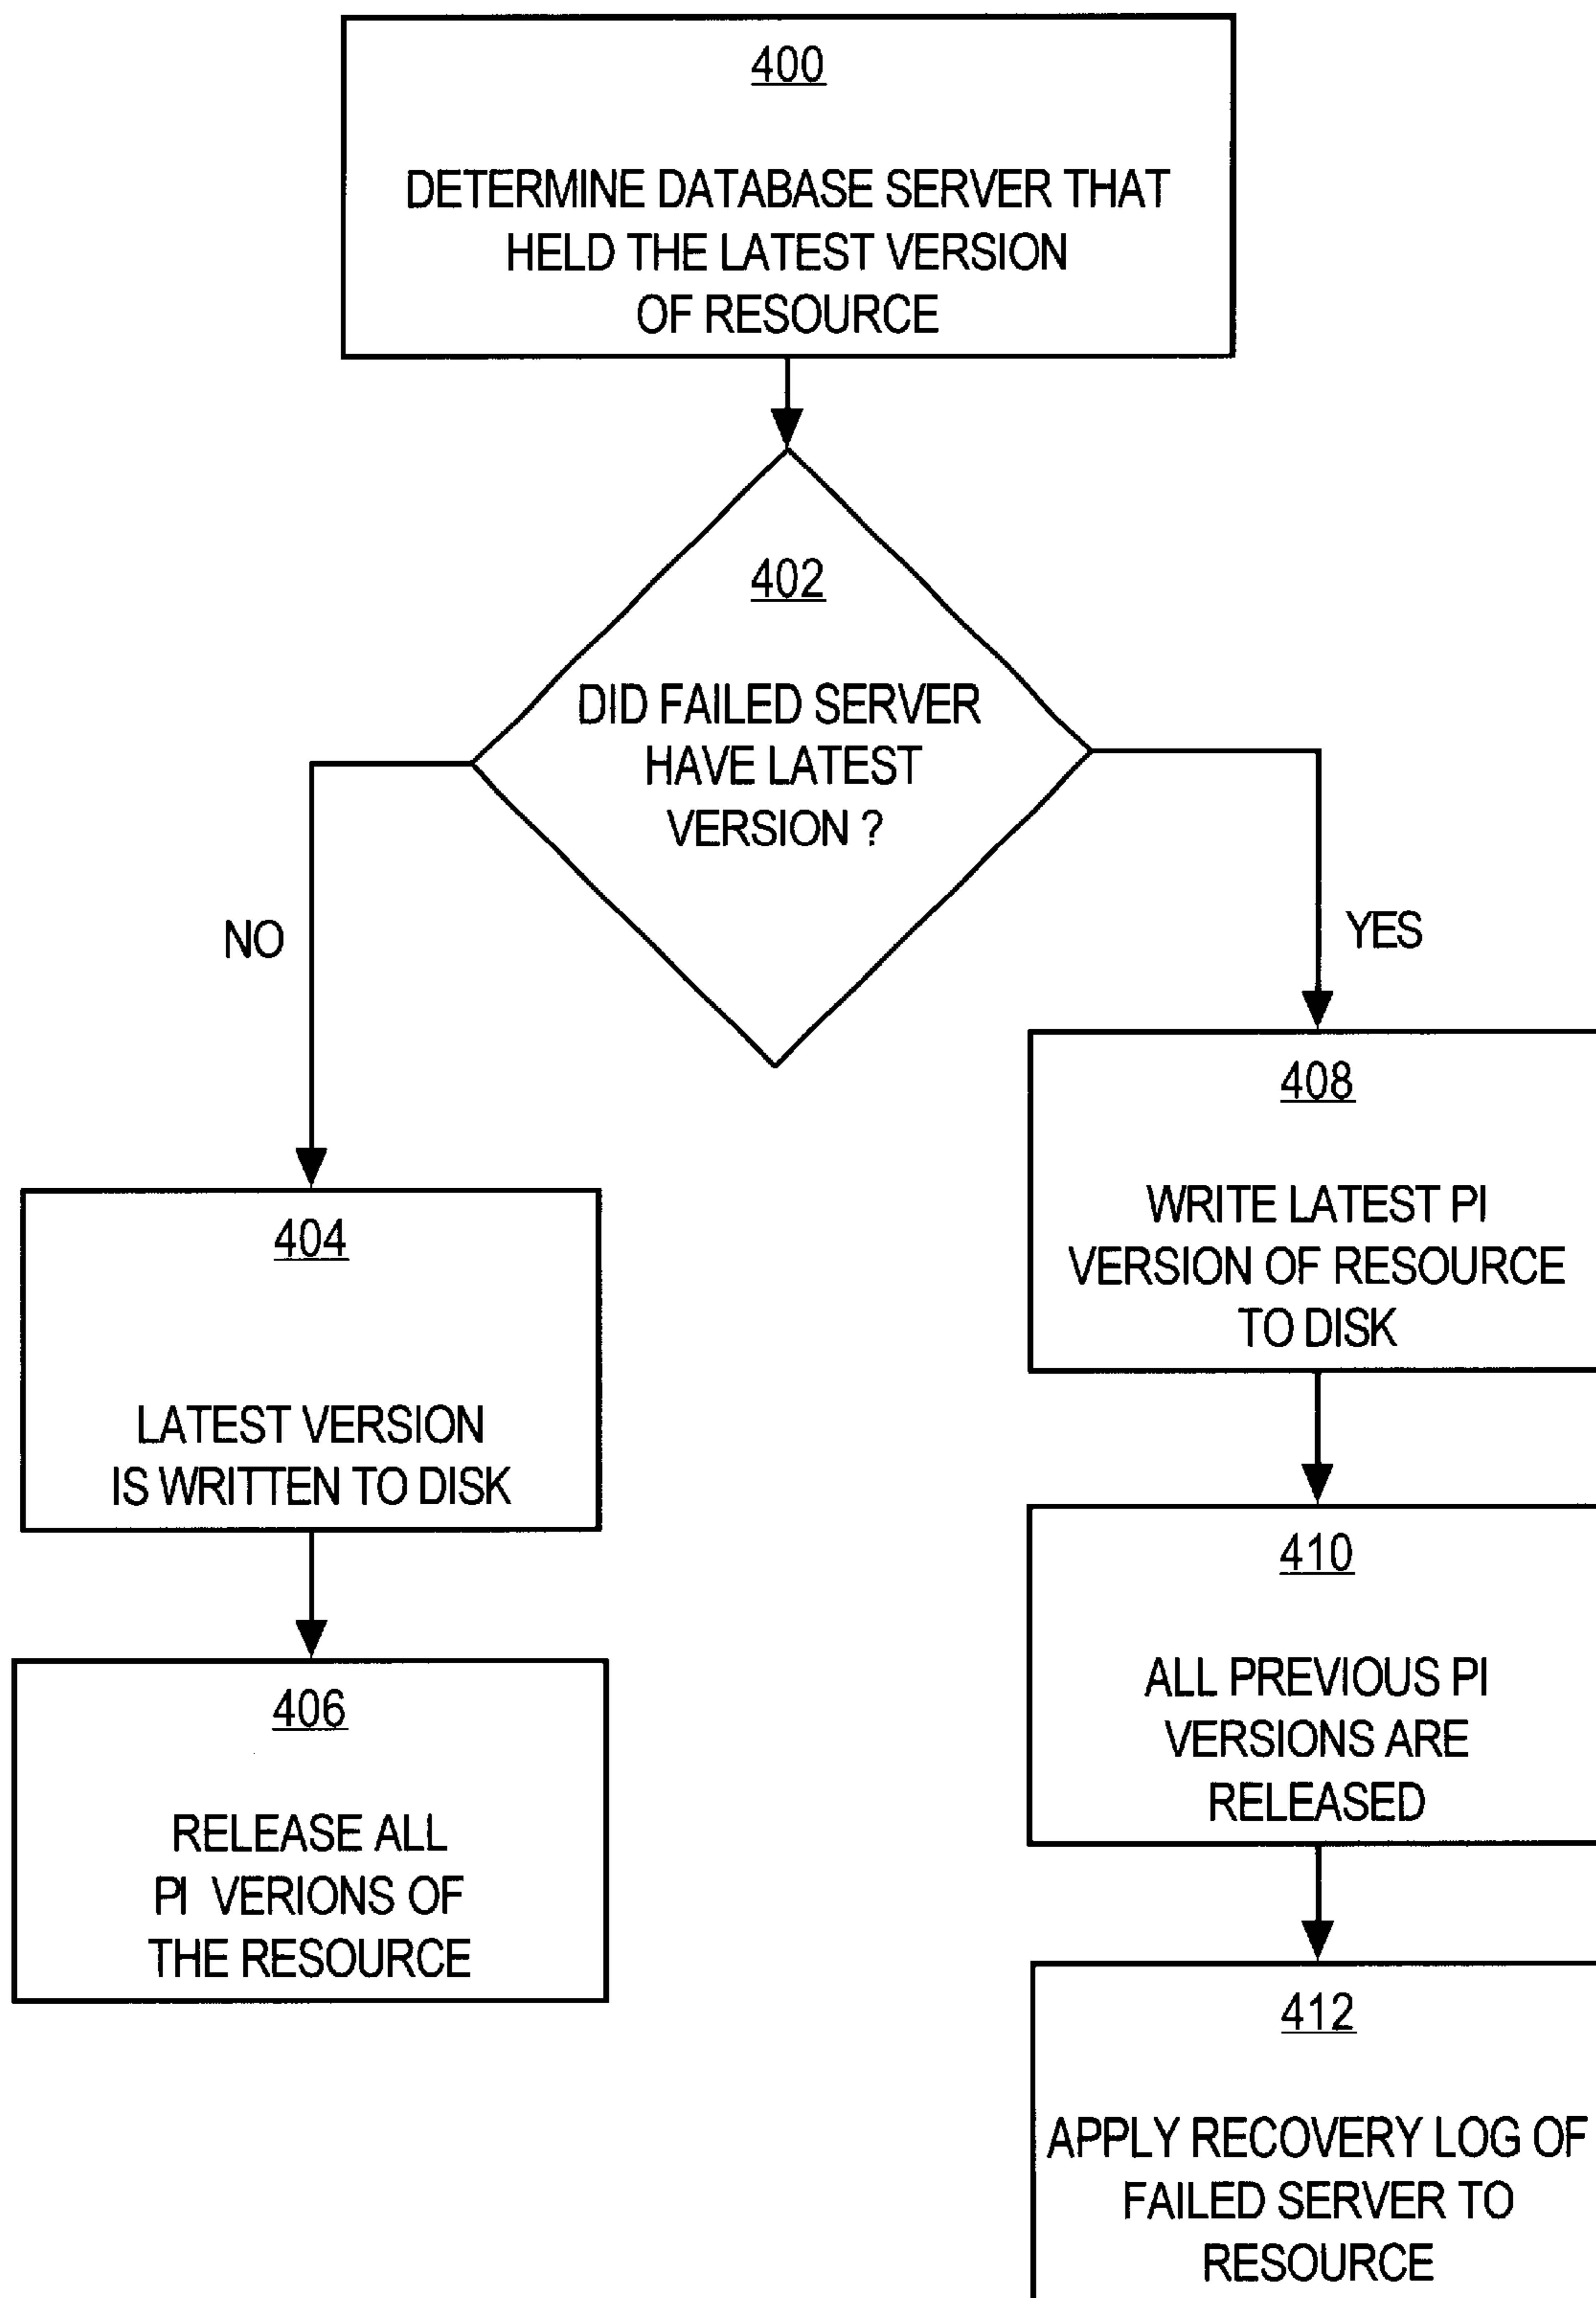 400
DETERMINE DATABASE SERVER THAT
HELD THE LATEST VERSION
OF RESOURCE
402
DID FAILED SERVER
HAVE LATEST
VERSION ?
NO
YES
404
LATEST VERSION
IS WRITTEN TO DISK
406
RELEASE ALL
PI VERIONS OF
THE RESOURCE
408
WRITE LATEST PI
VERSION OF RESOURCE
TO DISK
410
ALL PREVIOUS PI
VERSIONS ARE
RELEASED
412
APPLY RECOVERY LOG OF
FAILED SERVER TO
RESOURCE